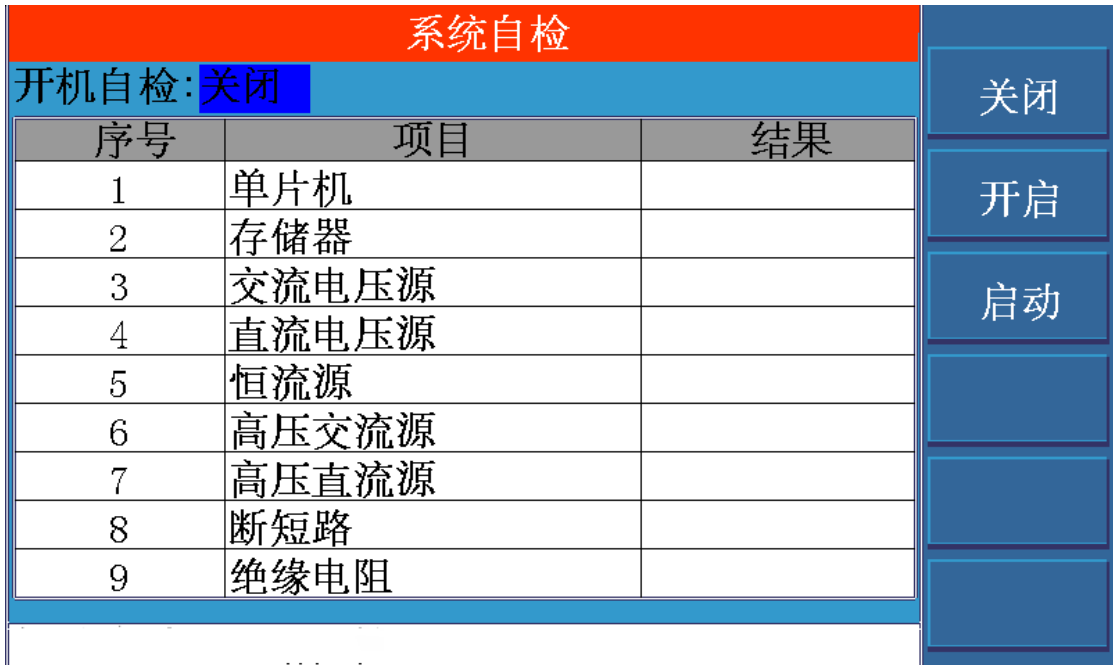 系统自检
开机自检:关闭
序号 项目 结果
1 单片机
2 存储器
3 交流电压源
4 直流电压源
5 恒流源
6 高压交流源
7 高压直流源
8 断短路
9 绝缘电阻
关闭
开启
启动